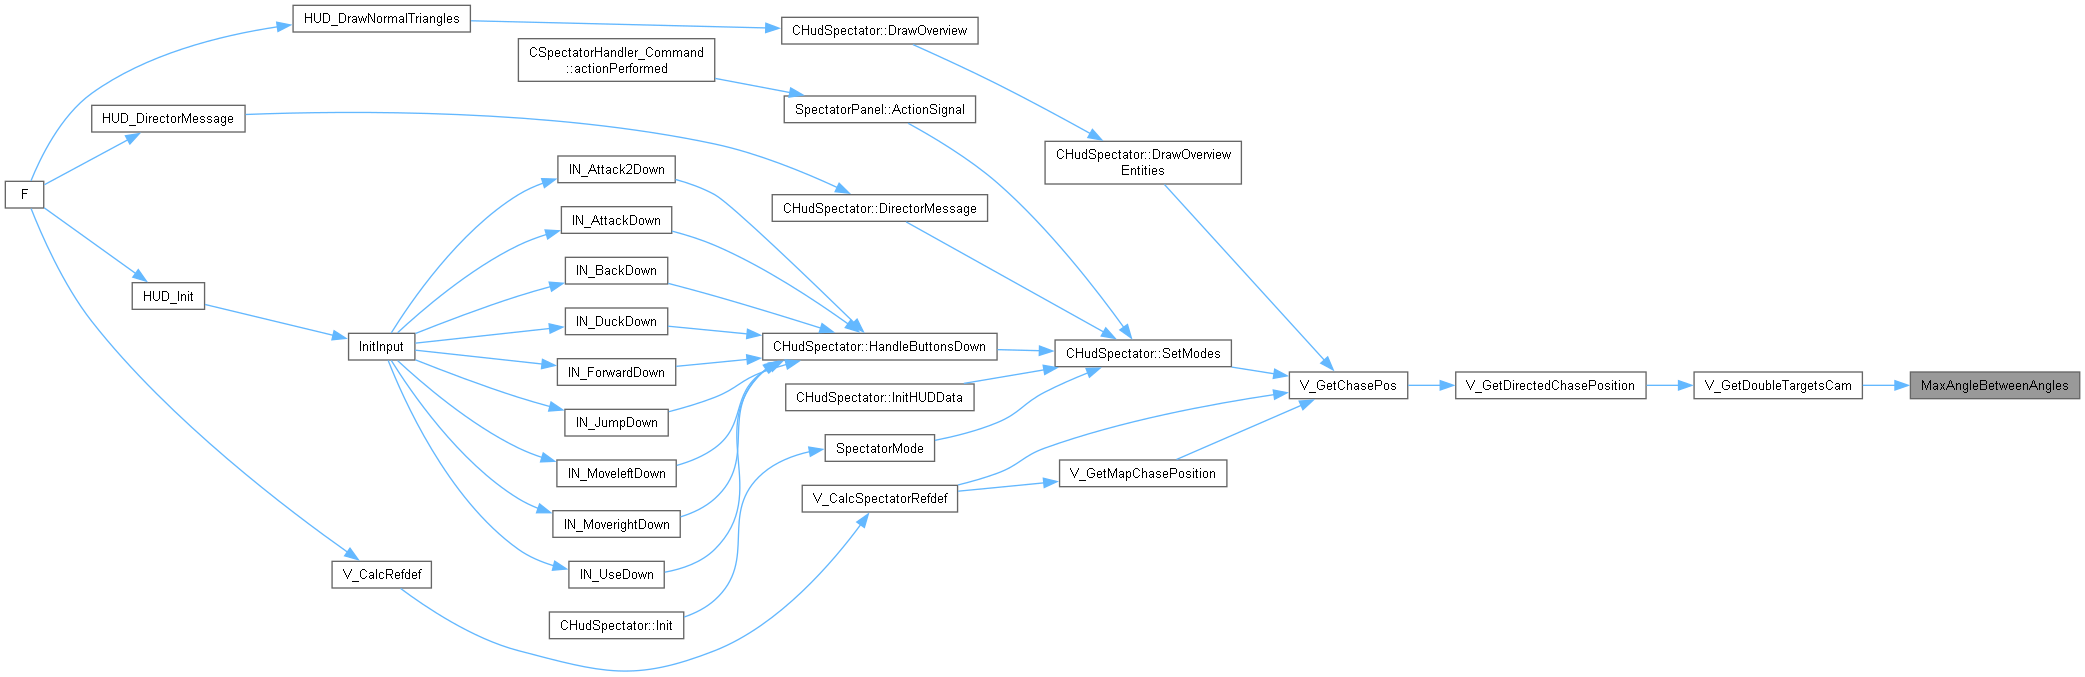 HUD_DrawNormalTriangles
CHudSpectator::DrawOverview
CSpectatorHandler_Command
::actionPerformed
SpectatorPanel::ActionSignal
HUD_DirectorMessage
CHudSpectator::DrawOverview
Entities
IN_Attack2Down
F
CHudSpectator::DirectorMessage
IN_AttackDown
IN_BackDown
HUD_Init
IN_DuckDown
InitInput
CHudSpectator::HandleButtonsDown
CHudSpectator::SetModes
IN_ForwardDown
V_GetChasePos
V_GetDirectedChasePosition
V_GetDoubleTargetsCam
MaxAngleBetweenAngles
CHudSpectator::InitHUDData
IN_JumpDown
SpectatorMode
IN_MoveleftDown
V_GetMapChasePosition
V_CalcSpectatorRefdef
IN_MoverightDown
V_CalcRefdef
IN_UseDown
CHudSpectator::Init